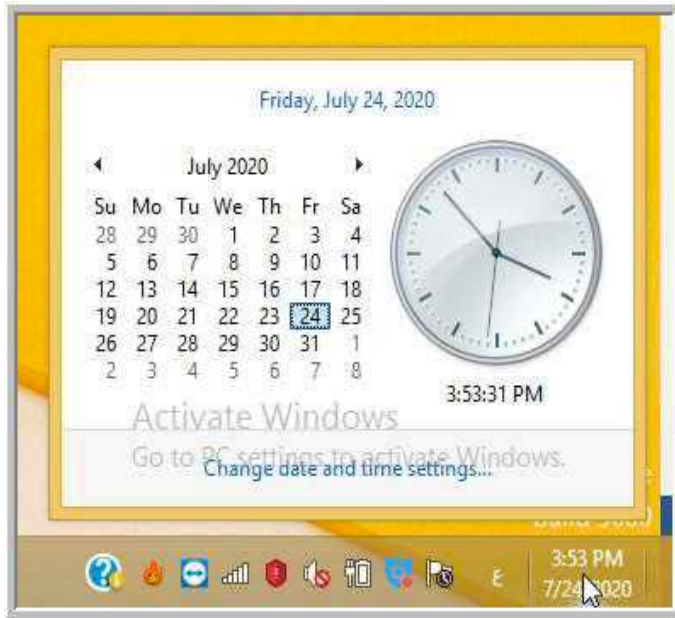 Friday, July 24, 2020
July 2020
Su Mo Tu We Th Fr Sa
28 29 30 1 2 3 4
5 6 7 8 9 10 11
12 13 14 15 16 17 18
19 20 21 22 23 24 25
26 27 28 29 30 31 1
2 3 4 5 6 7 8
3:53:31 PM
Activate Windows
Go to PC settings to activate Windows.
Change date and time settings...
ع
3:53 PM
7/24/2020